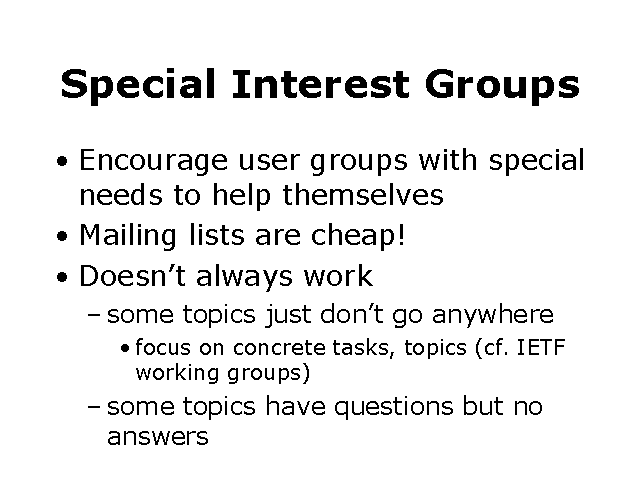 Special Interest Groups
• Encourage user groups with special
needs to help themselves
• Mailing lists are cheap!
• Doesn’t always work
– some topics just don’t go anywhere
• focus on concrete tasks, topics (cf. IETF
working groups)
– some topics have questions but no
answers